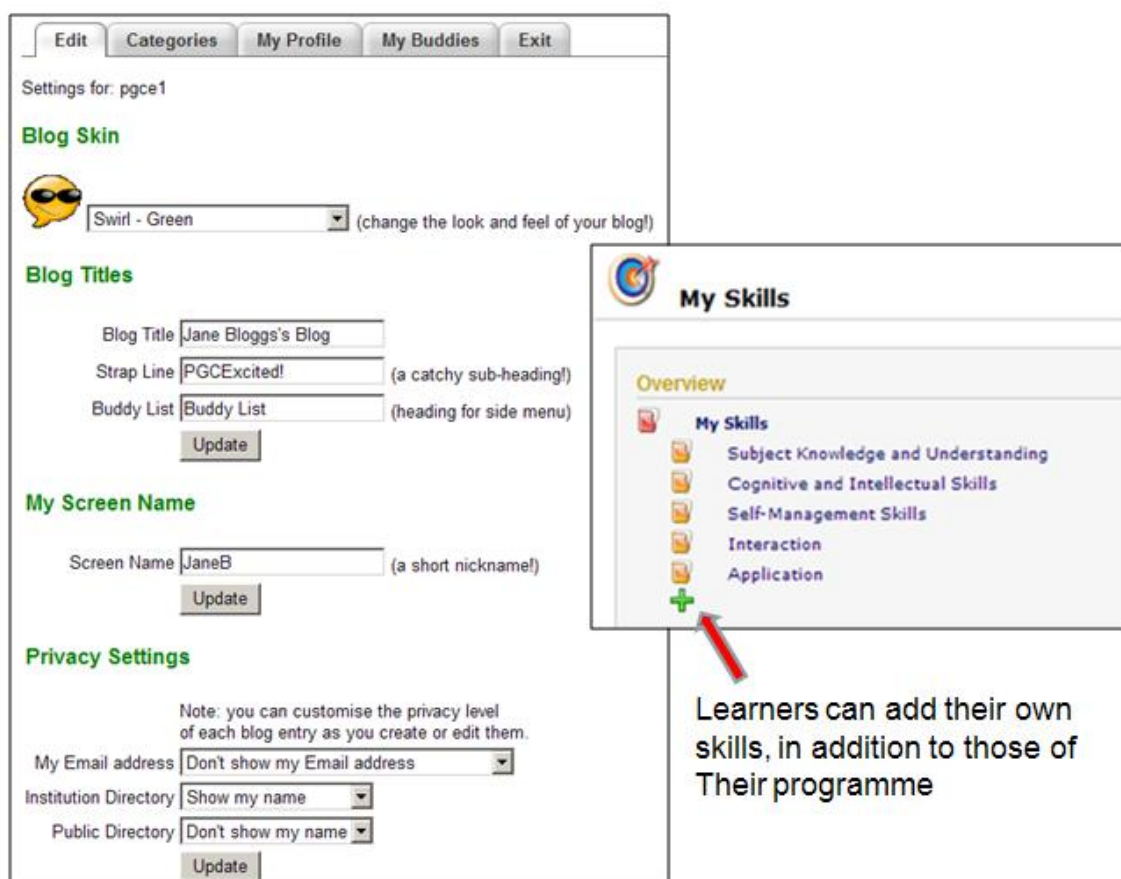 Edit Categories My Profile My Buddies Exit
Settings for: pgce1
Blog Skin
Swirl - Green (change the look and feel of your blog!)
Blog Titles
Blog Title Jane Bloggs's Blog
Strap Line PGCExcited! (a catchy sub-heading!)
Buddy List Buddy List (heading for side menu)
Update
My Screen Name
Screen Name JaneB (a short nickname!)
Update
Privacy Settings
Note: you can customise the privacy level
of each blog entry as you create or edit them.
My Email address Don't show my Email address
Institution Directory Show my name
Public Directory Don't show my name
Update
My Skills
Overview
My Skills
Subject Knowledge and Understanding
Cognitive and Intellectual Skills
Self-Management Skills
Interaction
Application
Learners can add their own
skills, in addition to those of
Their programme